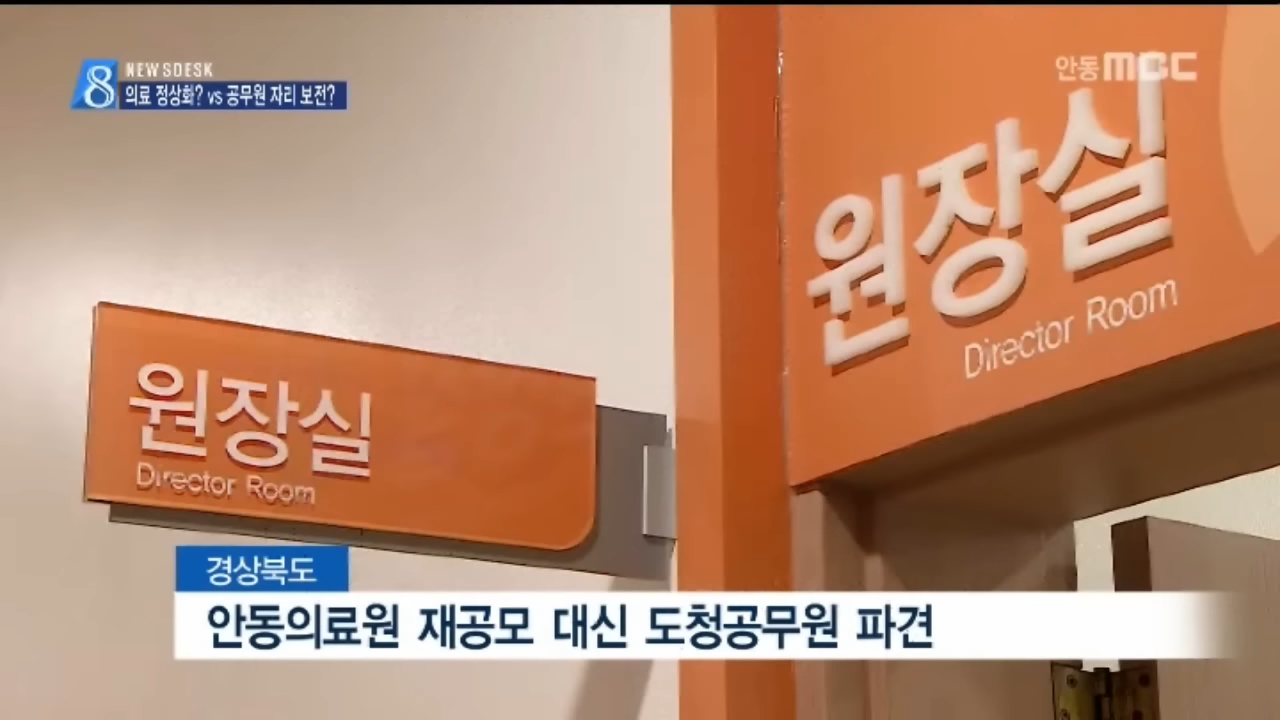 NEWSDESK
8 의료 정상화? vs 공무원 자리 보전?
안동MBC
원장실
Director Room
원장실
Director Room
경상북도
안동의료원 재공모 대신 도청공무원 파견